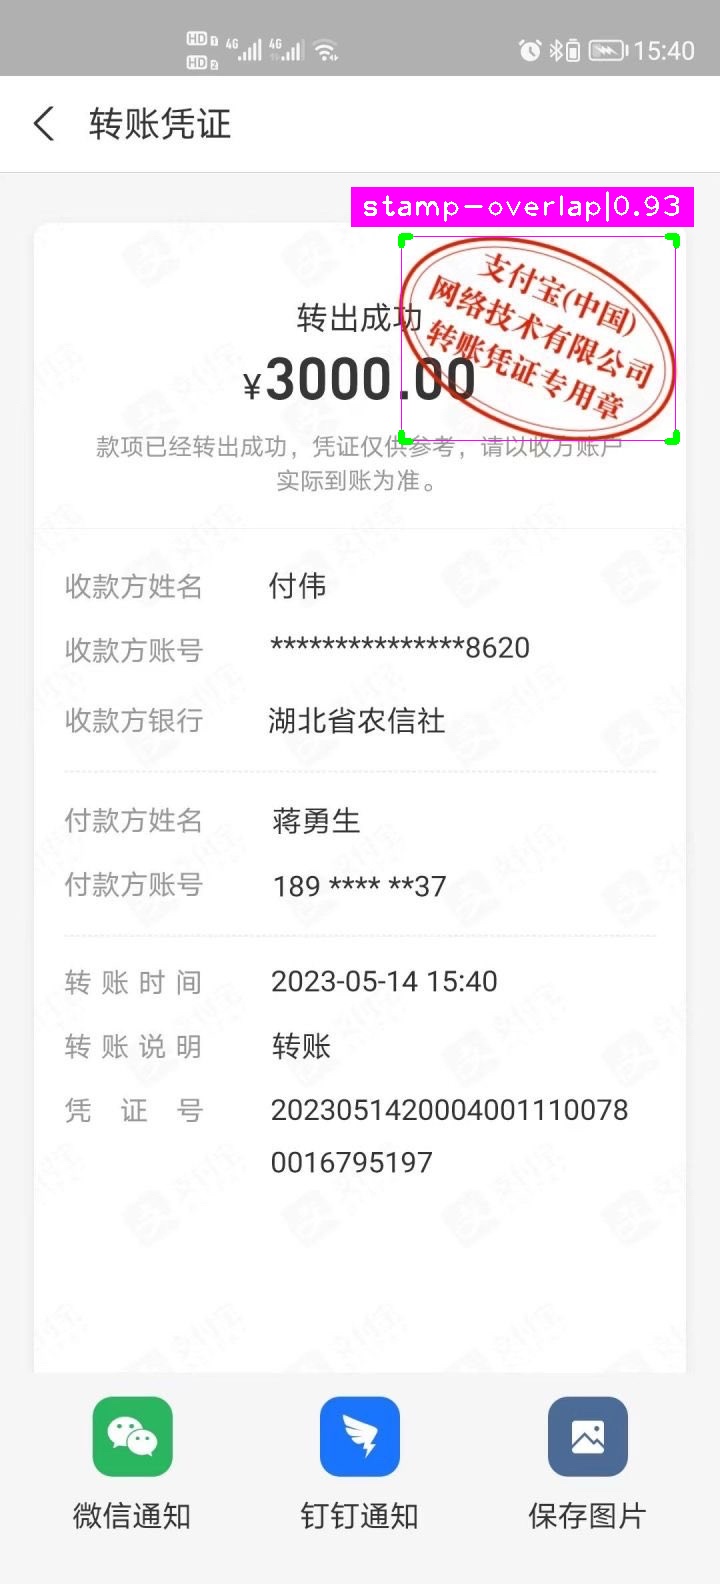 HD 1 4G 4G 15:40
HD 2
转账凭证
stamp-overlap|0.93
支付宝(中国)
网络技术有限公司
转账凭证专用章
转出成功
¥3000.00
款项已经转出成功，凭证仅供参考，请以收方账户
实际到账为准。
收款方姓名 付伟
收款方账号 ***************8620
收款方银行 湖北省农信社
付款方姓名 蒋勇生
付款方账号 189 **** **37
转账时间 2023-05-14 15:40
转账说明 转账
凭证号 2023051420004001110078
0016795197
微信通知 钉钉通知 保存图片